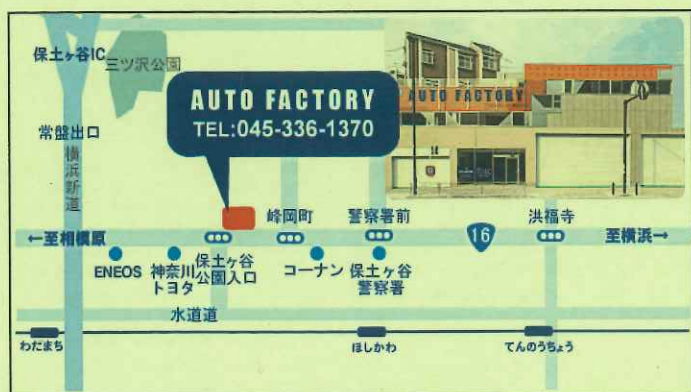 保土ヶ谷IC
三ツ沢公園
AUTO FACTORY
TEL:045-336-1370
AUTO FACTORY
常盤出口
横浜新道
峰岡町
警察署前
洪福寺
←至相模原
16
至横浜→
ENEOS
神奈川
トヨタ
保土ヶ谷
公園入口
コーナン
保土ヶ谷
警察署
水道道
わだまち
ほしかわ
てんのうちょう